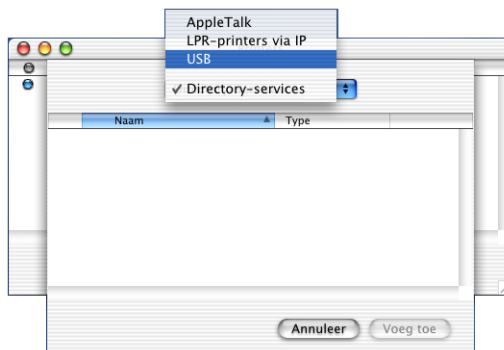 AppleTalk
LPR-printers via IP
USB
✓ Directory-services
Naam Type
Annuleer Voeg toe